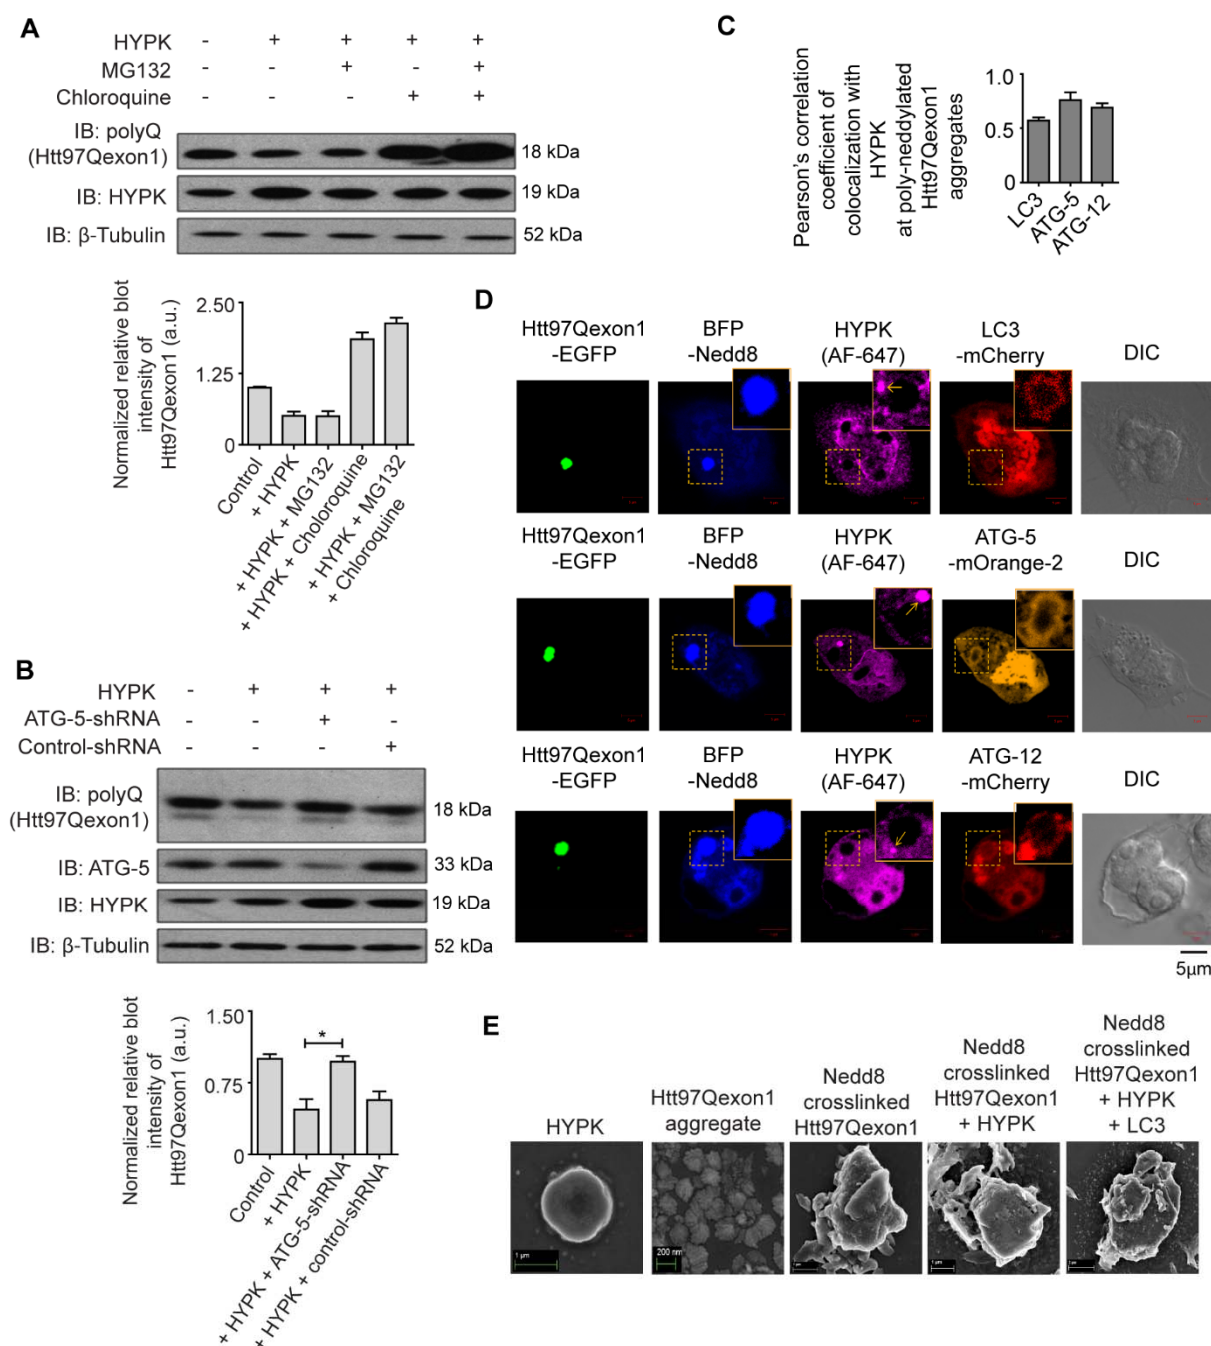 A
HYPK - + + + +
MG132 - - + - +
Chloroquine - - - + +
IB: polyQ
(Htt97Qexon1)
18 kDa
IB: HYPK
19 kDa
IB: β-Tubulin
52 kDa
Normalized relative blot
intensity of
Htt97Qexon1 (a.u.)
2.50
1.25
0
Control
+ HYPK
+ HYPK + MG132
+ HYPK + Choloroquine
+ HYPK + MG132
+ Chloroquine
B
HYPK - + + +
ATG-5-shRNA - - + -
Control-shRNA - - - +
IB: polyQ
(Htt97Qexon1)
18 kDa
IB: ATG-5
33 kDa
IB: HYPK
19 kDa
IB: β-Tubulin
52 kDa
Normalized relative blot
intensity of
Htt97Qexon1 (a.u.)
1.50
0.75
0
*
Control
+ HYPK
+ HYPK + ATG-5-shRNA
+ HYPK + control-shRNA
C
Pearson's correlation
coefficient of
colocalization with
HYPK
at poly-neddylated
Htt97Qexon1
aggregates
1.0
0.5
0
LC3
ATG-5
ATG-12
D
Htt97Qexon1
-EGFP
BFP
-Nedd8
HYPK
(AF-647)
LC3
-mCherry
DIC
Htt97Qexon1
-EGFP
BFP
-Nedd8
HYPK
(AF-647)
ATG-5
-mOrange-2
DIC
Htt97Qexon1
-EGFP
BFP
-Nedd8
HYPK
(AF-647)
ATG-12
-mCherry
DIC
5μm
E
HYPK
Htt97Qexon1
aggregate
Nedd8
crosslinked
Htt97Qexon1
Nedd8
crosslinked
Htt97Qexon1
+ HYPK
Nedd8
crosslinked
Htt97Qexon1
+ HYPK
+ LC3
1 μm
200 nm
1 μm
1 μm